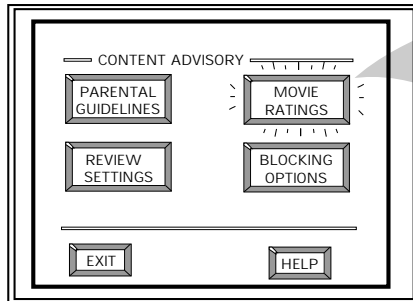 CONTENT ADVISORY
PARENTAL
GUIDELINES
MOVIE
RATINGS
REVIEW
SETTINGS
BLOCKING
OPTIONS
EXIT
HELP